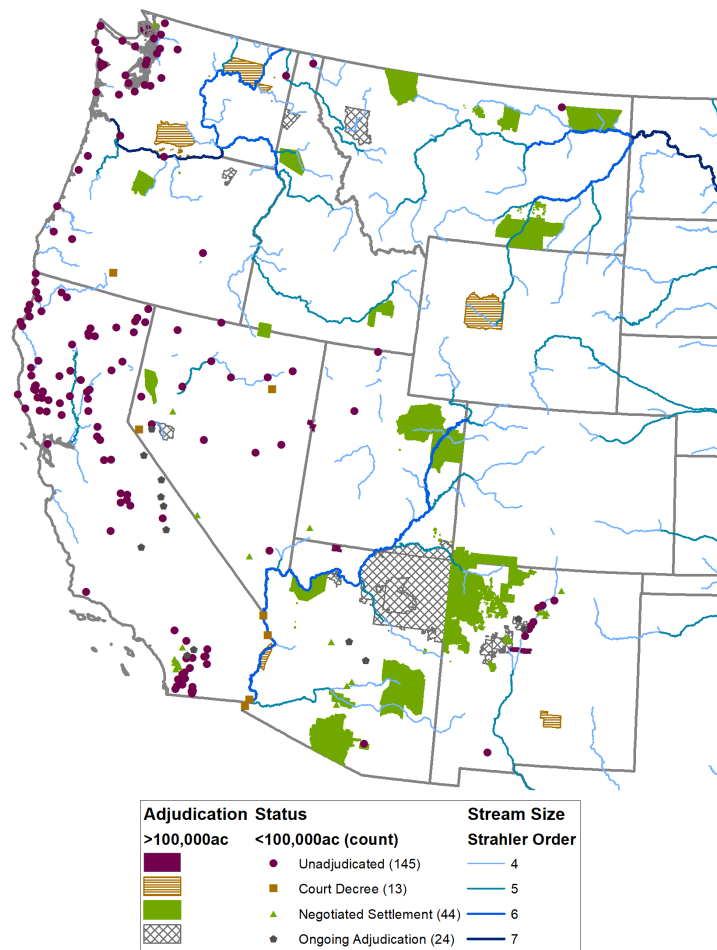 Adjudication Status Stream Size
>100,000ac <100,000ac (count) Strahler Order
Unadjudicated (145) 4
Court Decree (13) 5
Negotiated Settlement (44) 6
Ongoing Adjudication (24) 7